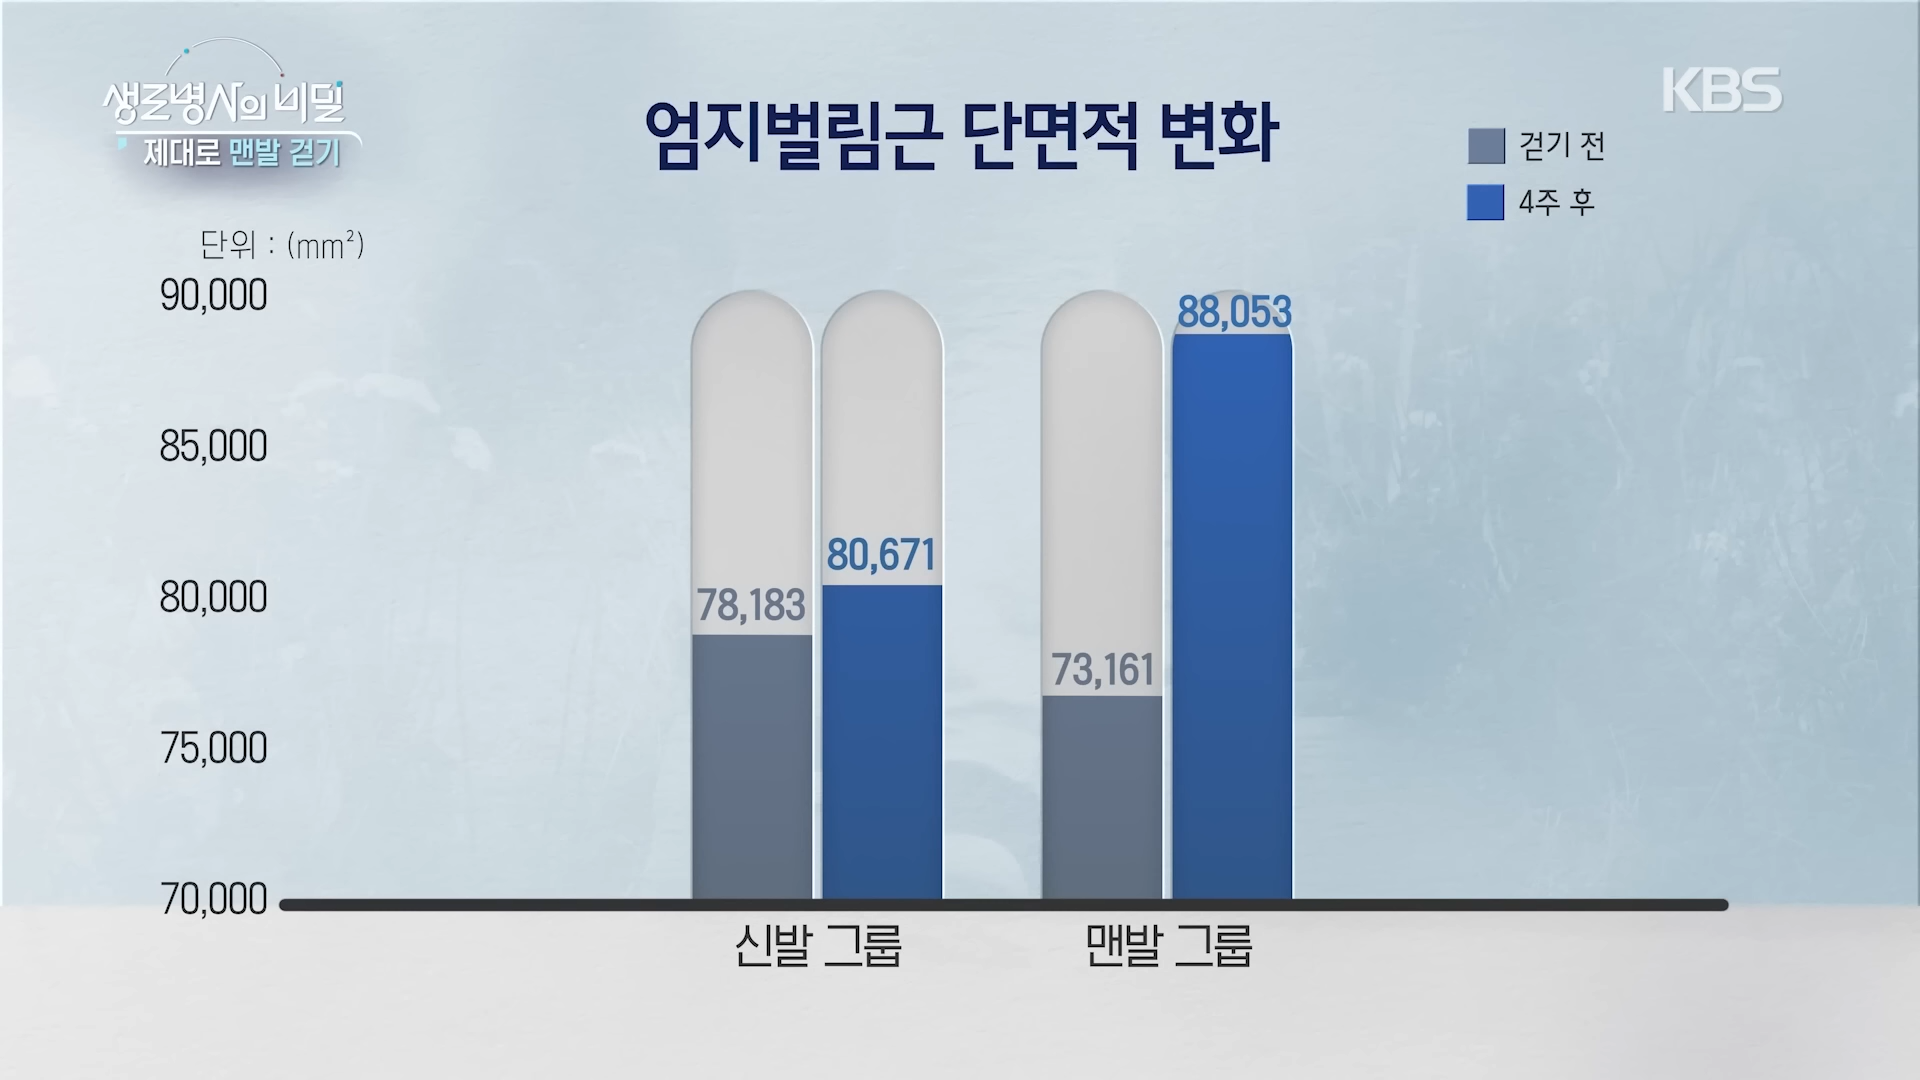 생로병사의 비밀
제대로 맨발 걷기
KBS
엄지벌림근 단면적 변화
걷기 전
4주 후
단위 : (mm²)
90,000
85,000
80,000
75,000
70,000
78,183
80,671
73,161
88,053
신발 그룹
맨발 그룹